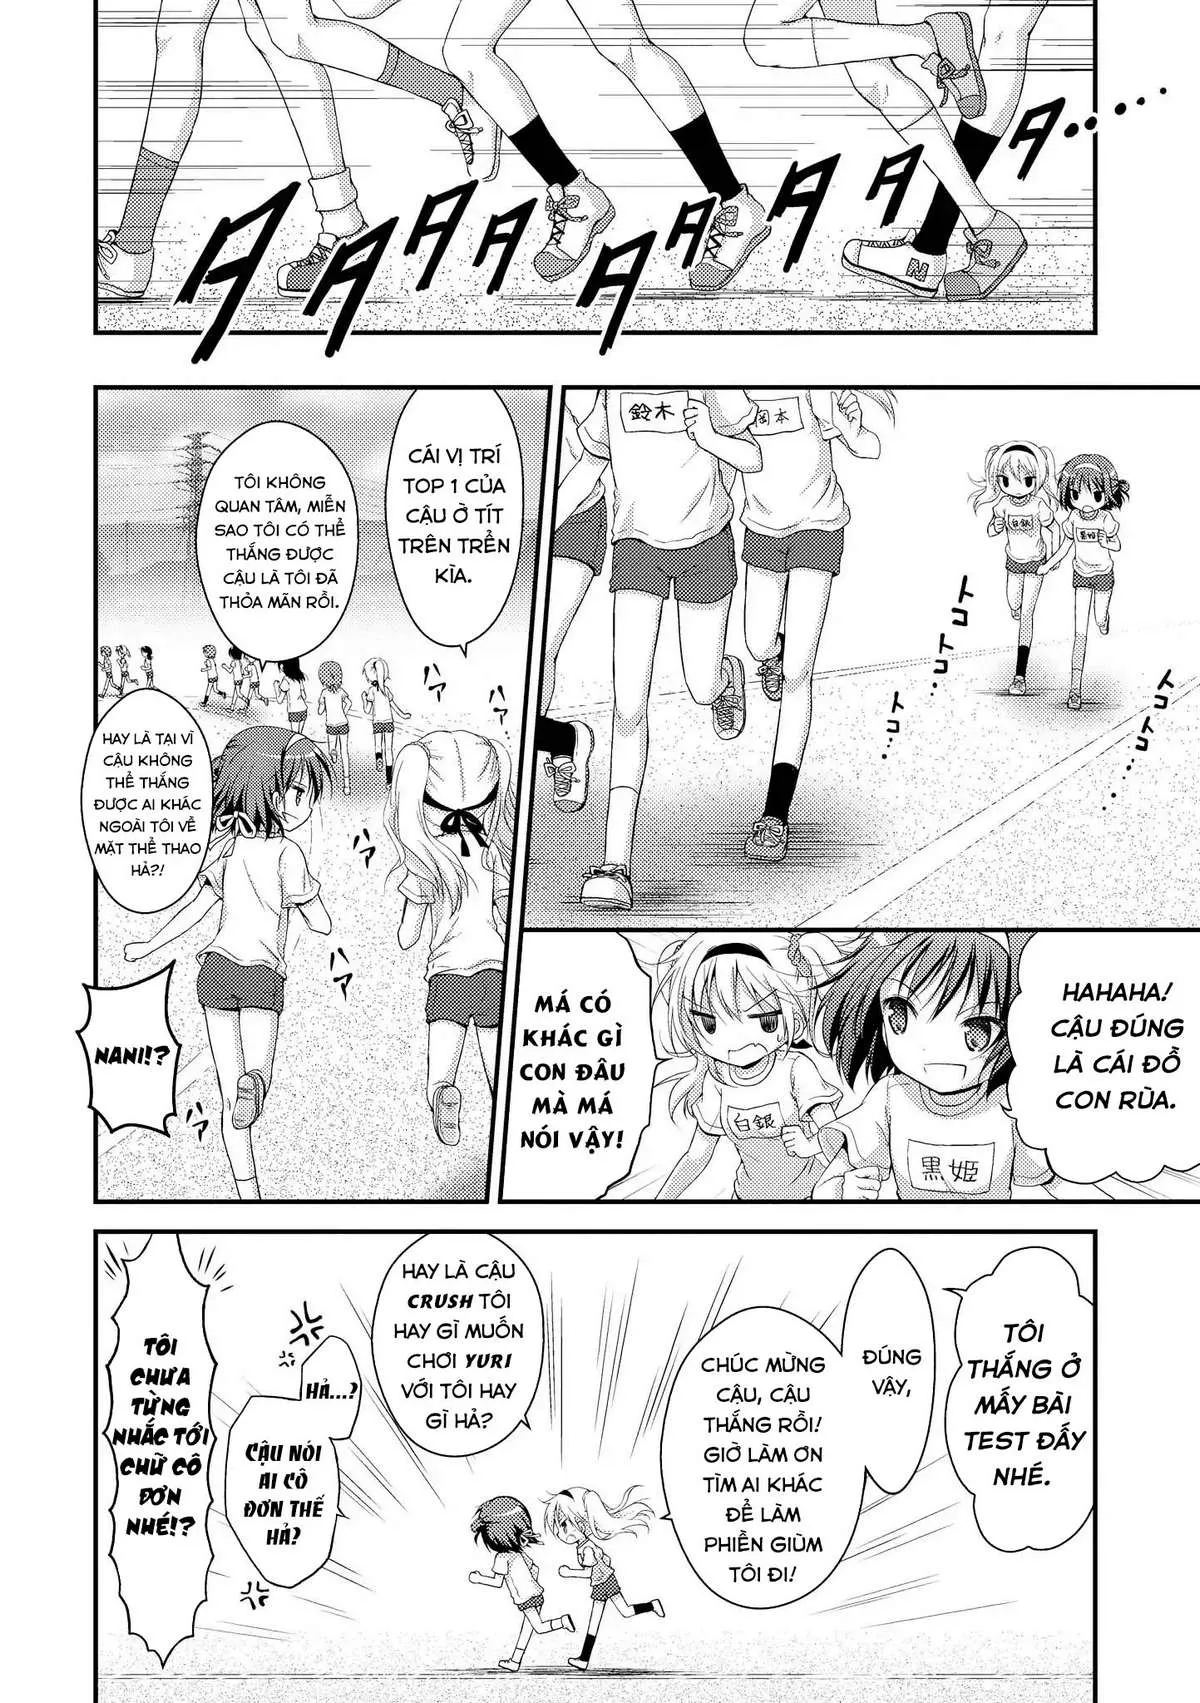 タタタタタタタタ・・・・・・
鈴木
岡本
白銀
黒姫
コト
コト・・・
コト
コト・・・
HAHAHA!
CẬU ĐÚNG
LÀ CÁI ĐỒ
CON RÙA.
MÁ CÓ
KHÁC GÌ
CON ĐÂU
MÀ MÁ
NÓI VẬY!
白銀
黒姫
CÁI VỊ TRÍ
TOP 1 CỦA
CẬU Ở TÍT
TRÊN TRỂN
KÌA.
TÔI KHÔNG
QUAN TÂM, MIỄN
SAO TÔI CÓ THỂ
THẮNG ĐƯỢC
CẬU LÀ TÔI ĐÃ
THỎA MÃN RỒI.
ハァ
ハァ
HAY LÀ TẠI VÌ
CẬU KHÔNG
THỂ THẮNG
ĐƯỢC AI KHÁC
NGOÀI TÔI VỀ
MẶT THỂ THAO
HẢ?!
ハァ
ハァ
NANI!?
TÔI
THẮNG Ở
MẤY BÀI
TEST ĐẤY
NHÉ.
ĐÚNG
VẬY,
CHÚC MỪNG
CẬU, CẬU
THẮNG RỒI!
GIỜ LÀM ƠN
TÌM AI KHÁC
ĐỂ LÀM
PHIỀN GIÙM
TÔI ĐI!
HAY LÀ CẬU
CRUSH TÔI
HAY GÌ MUỐN
CHƠI YURI
VỚI TÔI HAY
GÌ HẢ?
HẢ...?
CẬU NÓI
AI CÔ
ĐƠN THẾ
HẢ?
TÔI
CHƯA
TỪNG
NHẮC TỚI
CHỮ CÔ
ĐƠN
NHÉ!?